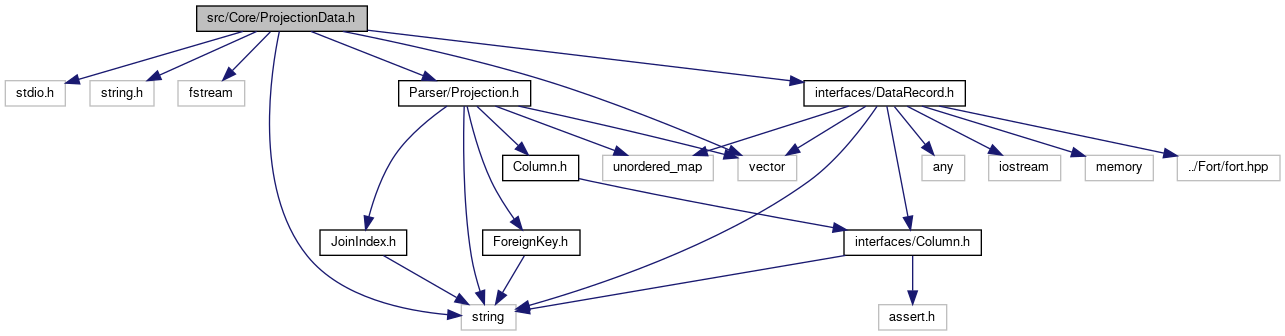 src/Core/ProjectionData.h
stdio.h
string.h
fstream
Parser/Projection.h
interfaces/DataRecord.h
Column.h
unordered_map
vector
any
iostream
memory
../Fort/fort.hpp
JoinIndex.h
ForeignKey.h
interfaces/Column.h
string
assert.h